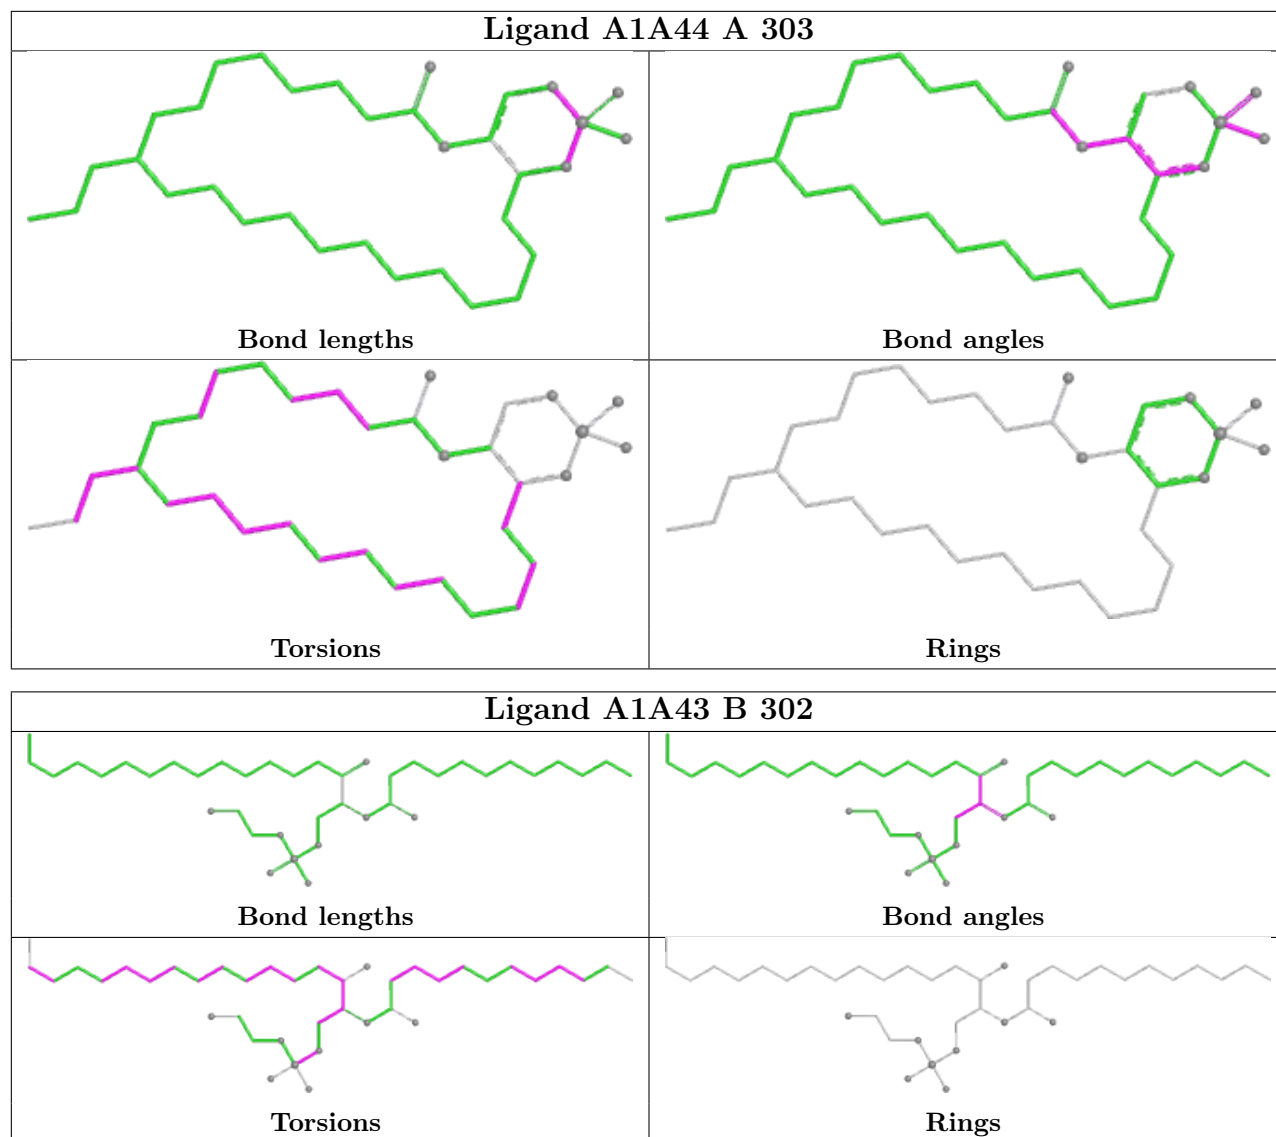 Ligand A1A44 A 303
Bond lengths
Bond angles
Torsions
Rings
Ligand A1A43 B 302
Bond lengths
Bond angles
Torsions
Rings